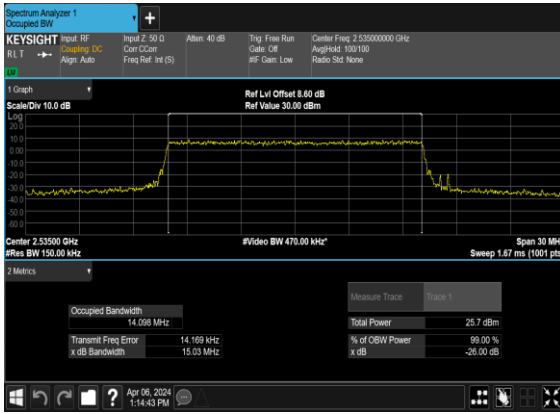 Spectrum Analyzer 1
Occupied BW
+
KEYSIGHT Input: RF Input Z: 50 Ω Atten: 40 dB Trig: Free Run Center Freq: 2.535000000 GHz
RLT Coupling: DC Corr CCorr Gate: Off Avg|Hold: 100/100
Align: Auto Freq Ref: Int (S) #IF Gain: Low Radio Std: None
1 Graph
Ref Lvl Offset 8.60 dB
Scale/Div 10.0 dB Ref Value 30.00 dBm
Log
20.0
10.0
0.00
-10.0
-20.0
-30.0
-40.0
-50.0
-60.0
Center 2.53500 GHz #Video BW 470.00 kHz* Span 30 MH
#Res BW 150.00 kHz Sweep 1.67 ms (1001 pts
2 Metrics
Measure Trace Trace 1
Occupied Bandwidth
14.098 MHz Total Power 25.7 dBm
Transmit Freq Error 14.169 kHz % of OBW Power 99.00 %
x dB Bandwidth 15.03 MHz x dB -26.00 dB
?
Apr 06, 2024
1:14:43 PM